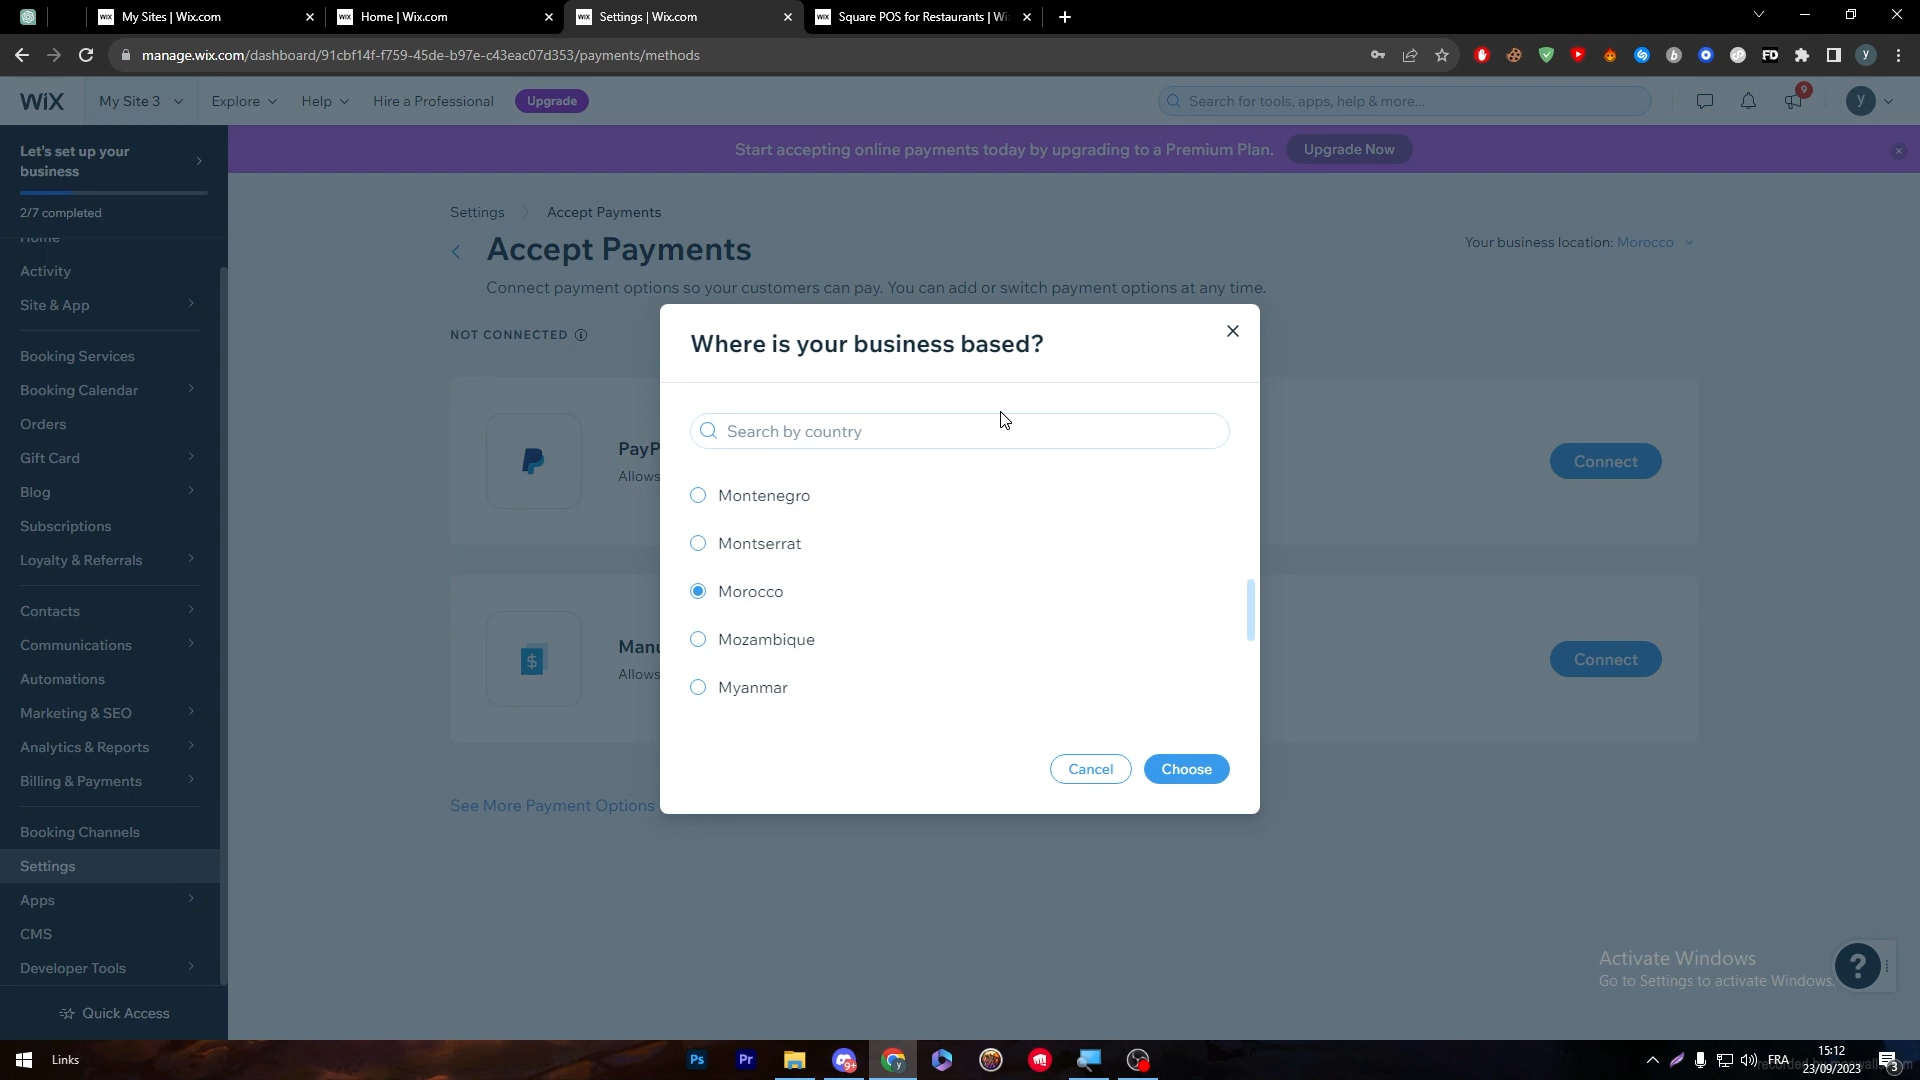 My Sites | Wix.com
Home | Wix.com
Settings | Wix.com
Square POS for Restaurants | Wi
manage.wix.com/dashboard/91cbf14f-f759-45de-b97e-c43eac07d353/payments/methods
WIX
My Site 3
Explore
Help
Hire a Professional
Upgrade
Search for tools, apps, help & more...
9
y
Let's set up your
business
2/7 completed
Start accepting online payments today by upgrading to a Premium Plan.
Upgrade Now
Home
Activity
Site & App
Booking Services
Booking Calendar
Orders
Gift Card
Blog
Subscriptions
Loyalty & Referrals
Contacts
Communications
Automations
Marketing & SEO
Analytics & Reports
Billing & Payments
Booking Channels
Settings
Apps
CMS
Developer Tools
Quick Access
Settings > Accept Payments
Accept Payments
Your business location: Morocco
Connect payment options so your customers can pay. You can add or switch payment options at any time.
NOT CONNECTED
PayP
Allows
Connect
Manu
Allows
Connect
See More Payment Options
Where is your business based?
Search by country
Montenegro
Montserrat
Morocco
Mozambique
Myanmar
Cancel
Choose
Activate Windows
Go to Settings to activate Windows.
?
Links
Ps
Pr
9+
FRA
15:12
23/09/2023
3